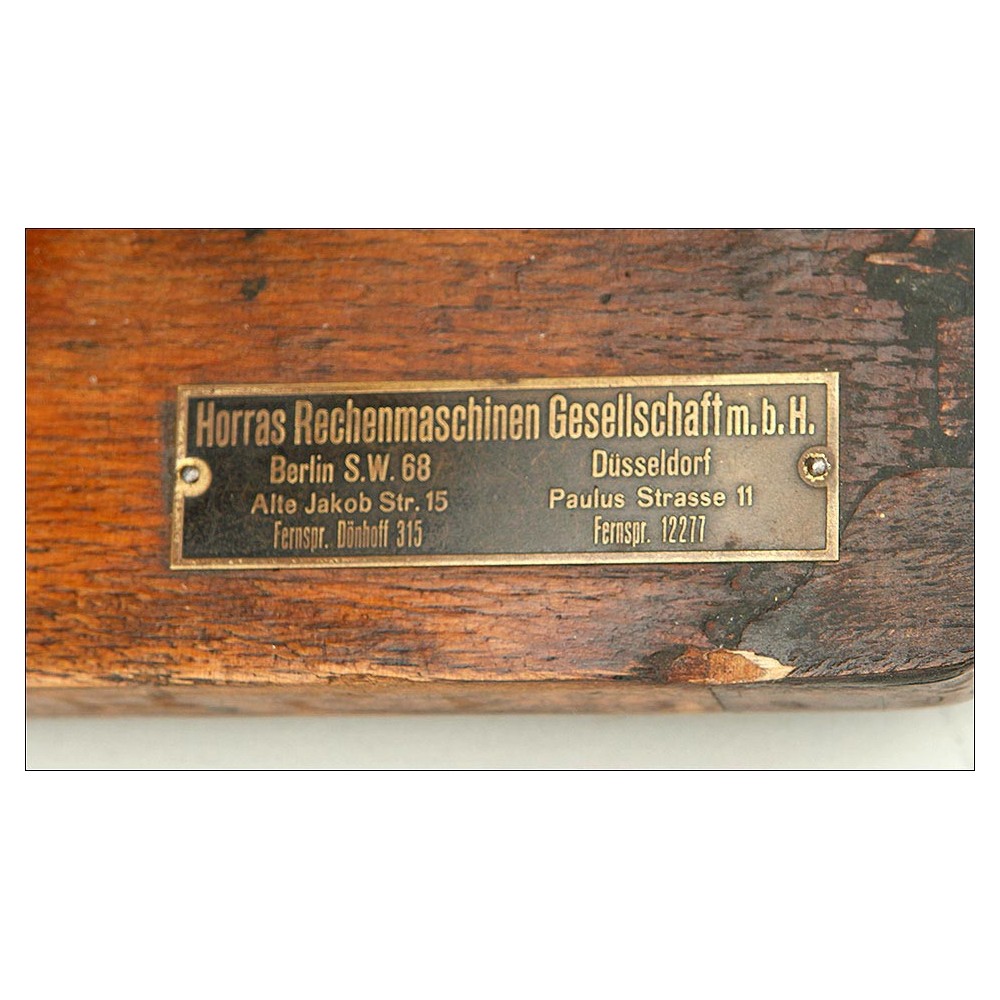 Horras Rechenmaschinen Gesellschaft m.b.H.
Berlin S.W. 68
Alte Jakob Str. 15
Fernspr. Dönhoff 315
Düsseldorf
Paulus Strasse 11
Fernspr. 12277